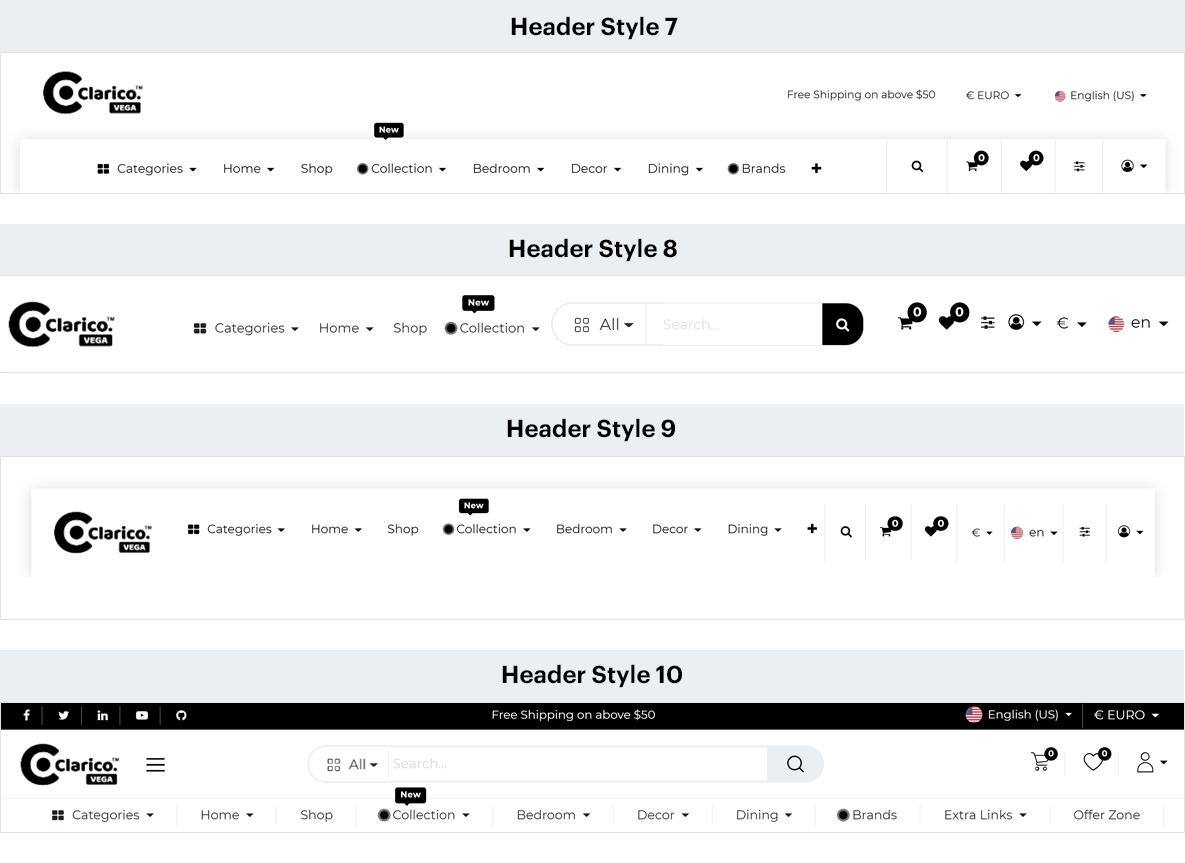 Header Style 7
Clarico.™
VEGA
Free Shipping on above $50 € EURO English (US)
New
Categories Home Shop Collection Bedroom Decor Dining Brands + 0 0
Header Style 8
Clarico.™
VEGA
New
Categories Home Shop Collection All Search... 0 0 € en
Header Style 9
Clarico.™
VEGA
New
Categories Home Shop Collection Bedroom Decor Dining + 0 0 € en
Header Style 10
Free Shipping on above $50 English (US) € EURO
Clarico.™
VEGA
All Search... 0 0
New
Categories Home Shop Collection Bedroom Decor Dining Brands Extra Links Offer Zone